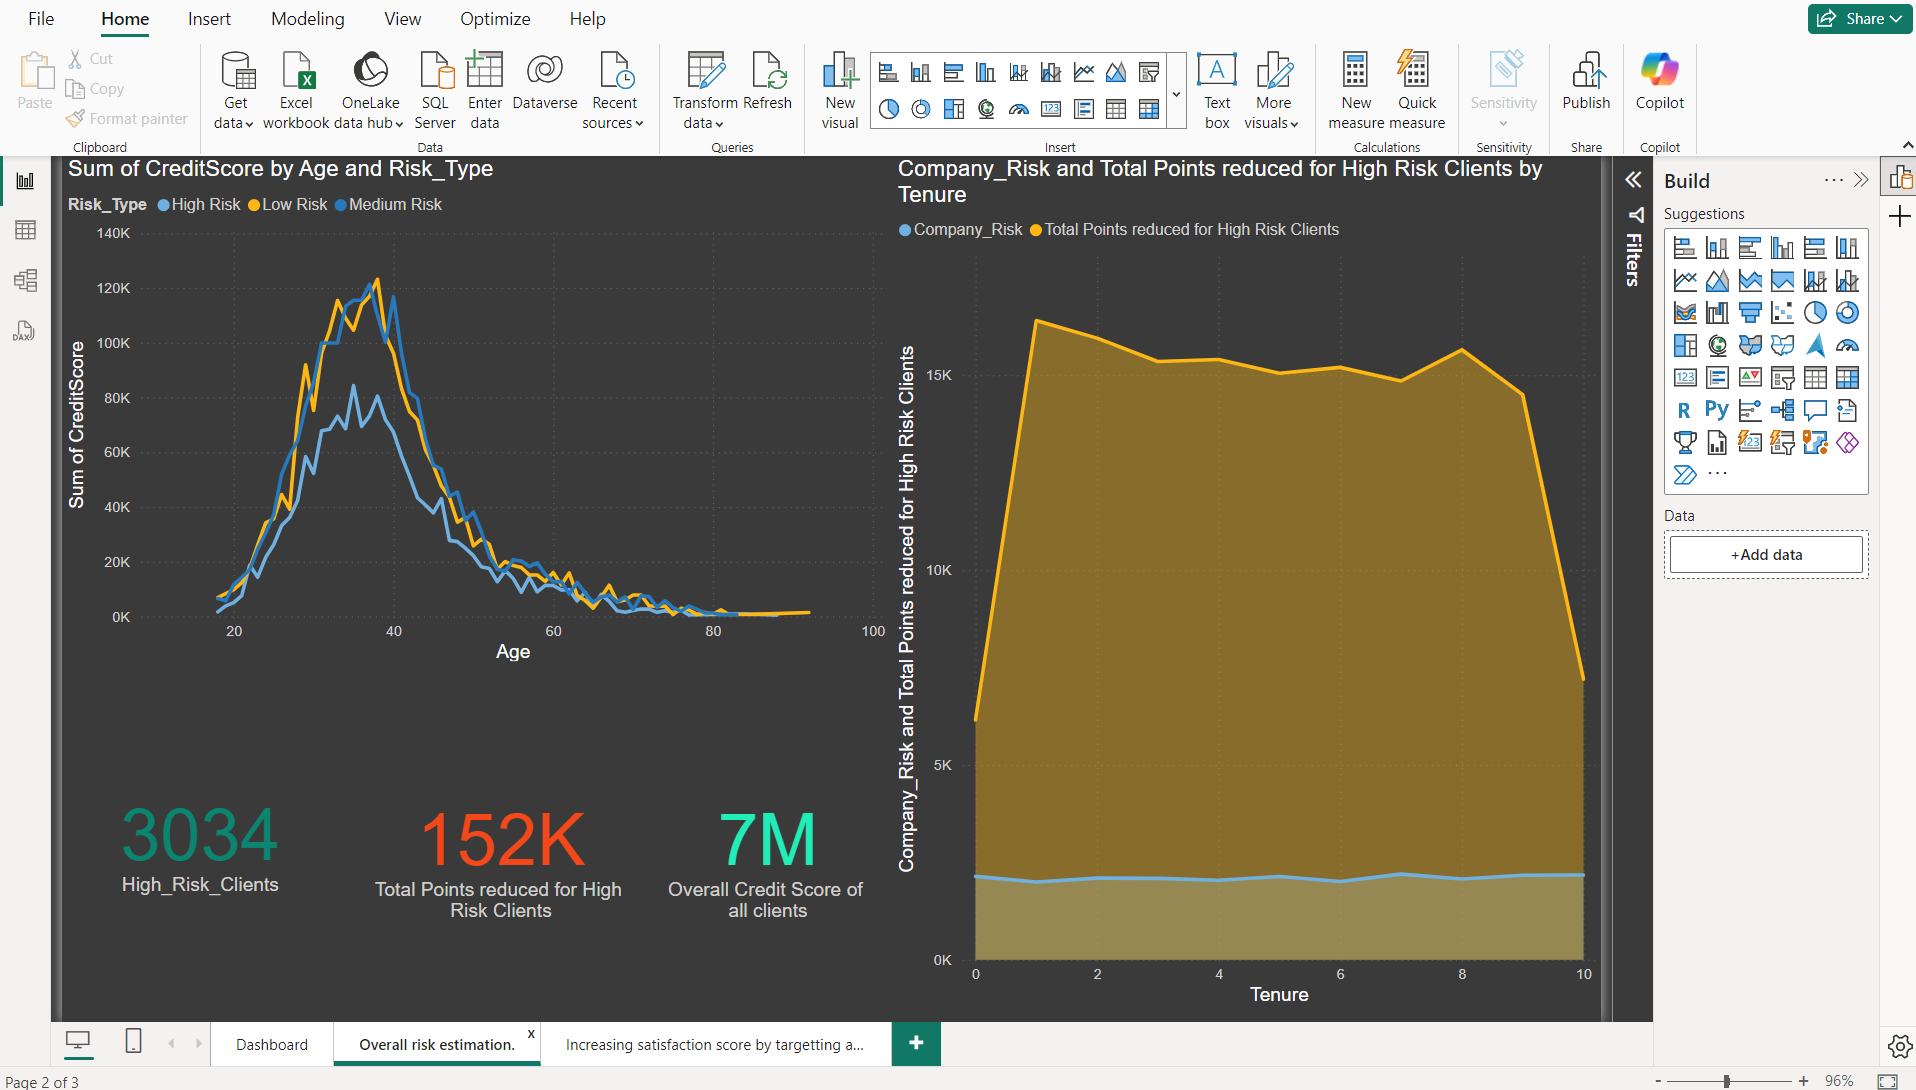 File Home Insert Modeling View Optimize Help
Share
Paste
Cut
Copy
Format painter
Clipboard
Get data
Excel workbook
OneLake data hub
SQL Server
Enter data
Dataverse
Recent sources
Data
Transform data
Refresh
Queries
New visual
123
Insert
A
Text box
More visuals
New measure
Quick measure
Calculations
Sensitivity
Sensitivity
Publish
Share
Copilot
Copilot
DAX
Sum of CreditScore by Age and Risk_Type
Risk_Type High Risk Low Risk Medium Risk
140K
120K
100K
80K
60K
40K
20K
0K
Sum of CreditScore
20 40 60 80 100
Age
3034
High_Risk_Clients
152K
Total Points reduced for High
Risk Clients
7M
Overall Credit Score of
all clients
Company_Risk and Total Points reduced for High Risk Clients by
Tenure
Company_Risk Total Points reduced for High Risk Clients
Company_Risk and Total Points reduced for High Risk Clients
15K
10K
5K
0K
0 2 4 6 8 10
Tenure
Filters
Build
Suggestions
123
R Py
123
Data
+Add data
Dashboard
Overall risk estimation.
x
Increasing satisfaction score by targetting a...
+
Page 2 of 3
- + 96%